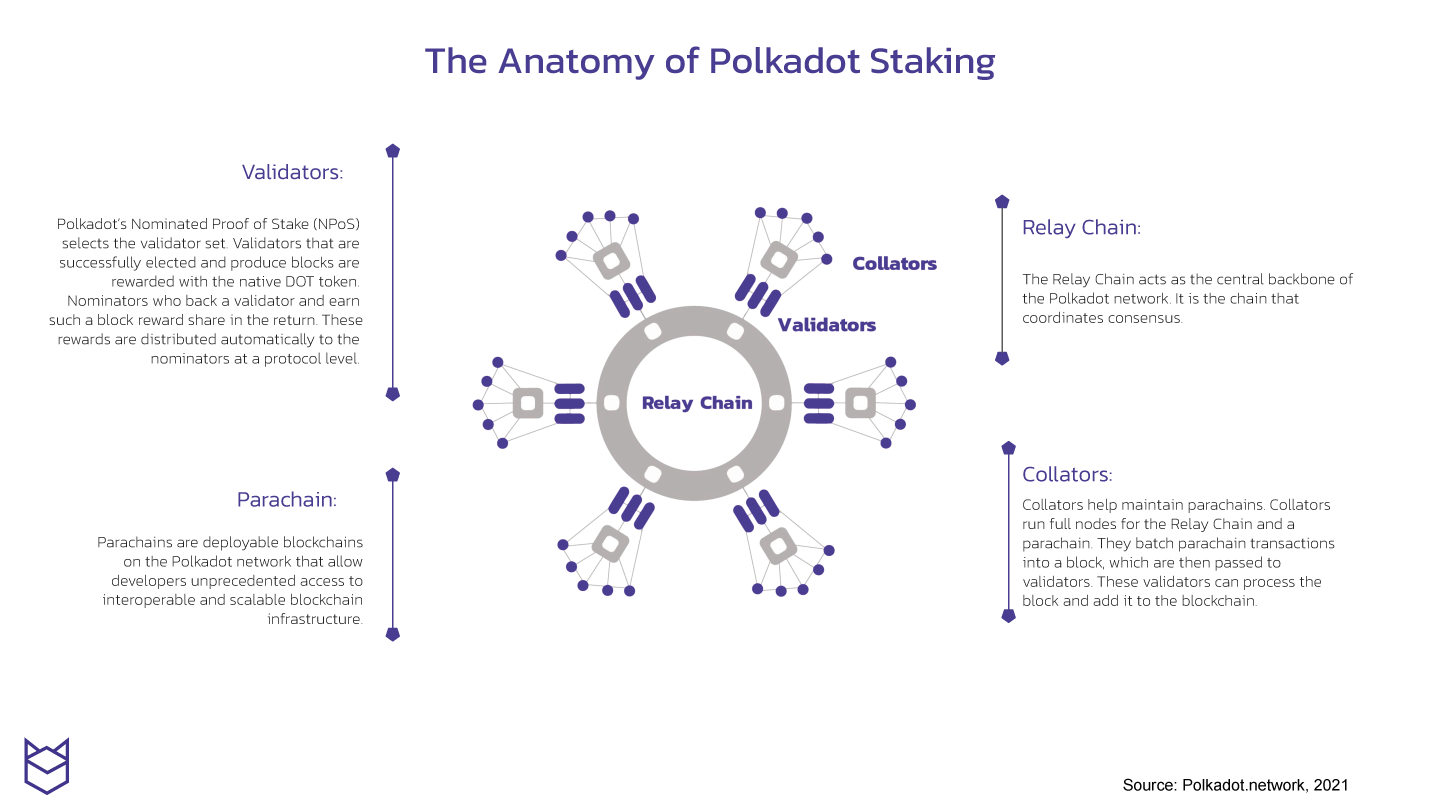 The Anatomy of Polkadot Staking
Validators:
Polkadot's Nominated Proof of Stake (NPoS)
selects the validator set. Validators that are
successfully elected and produce blocks are
rewarded with the native DOT token.
Nominators who back a validator and earn
such a block reward share in the return. These
rewards are distributed automatically to the
nominators at a protocol level.
Parachain:
Parachains are deployable blockchains
on the Polkadot network that allow
developers unprecedented access to
interoperable and scalable blockchain
infrastructure.
Collators
Validators
Relay Chain
Relay Chain:
The Relay Chain acts as the central backbone of
the Polkadot network. It is the chain that
coordinates consensus.
Collators:
Collators help maintain parachains. Collators
run full nodes for the Relay Chain and a
parachain. They batch parachain transactions
into a block, which are then passed to
validators. These validators can process the
block and add it to the blockchain.
Source: Polkadot.network, 2021